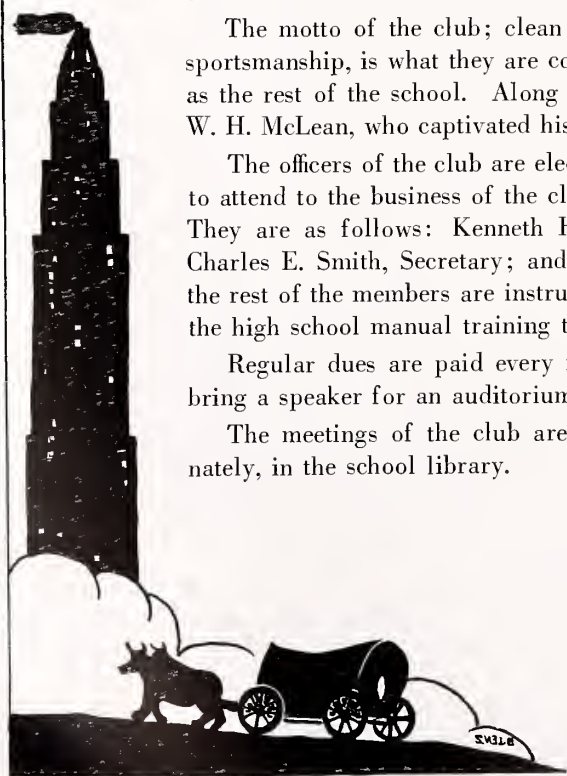 The motto of the club; clean
sportsmanship, is what they are
as the rest of the school. Along
W. H. McLean, who captivated his
The officers of the club are
to attend to the business of the
They are as follows: Kenneth
Charles E. Smith, Secretary; and
the rest of the members are
the high school manual training
Regular dues are paid every
bring a speaker for an auditorium
The meetings of the club are
nately, in the school library.